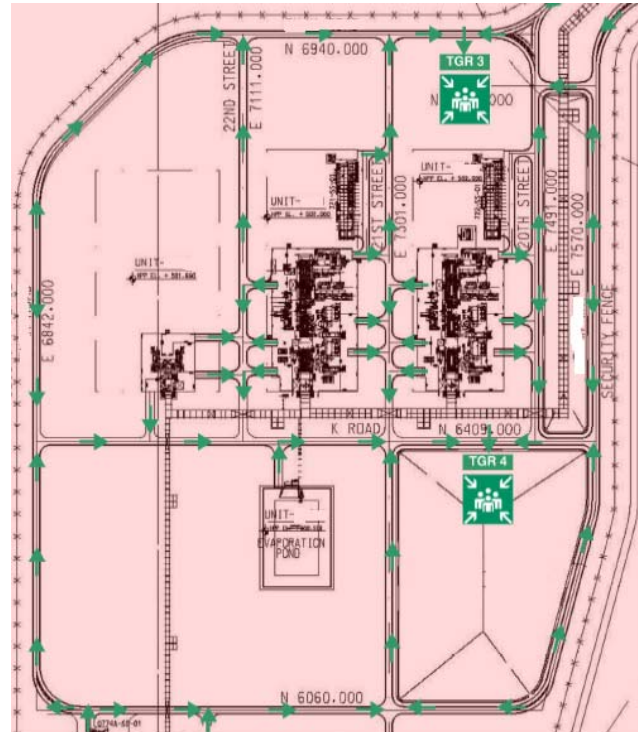 N 6940.000
TGR 3
22ND STREET
E 7111.000
UNIT-
UNIT-
21ST STREET
E 7301.000
20TH STREET
E 7491.000
E 7570.000
UNIT-
E 6842.000
SECURITY FENCE
K ROAD
N 6409.000
TGR 4
UNIT-
EVAPORATION
POND
N 6060.000